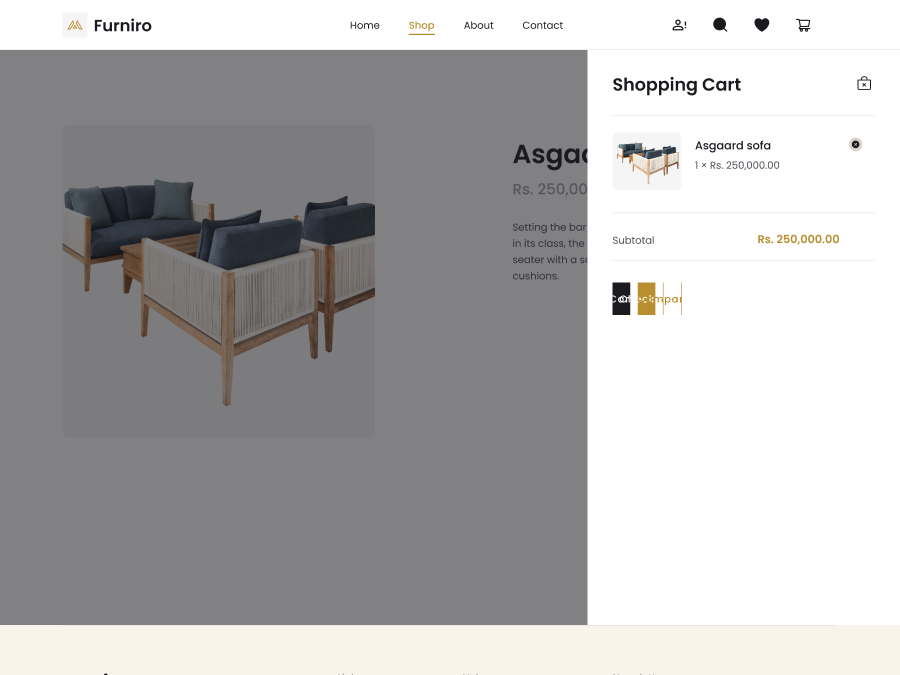 Furniro
Home
Shop
About
Contact
Shopping Cart
Asgaard sofa
1 × Rs. 250,000.00
Rs. 250,00
Setting the bar
in its class, the
seater with a
cushions.
Subtotal
Rs. 250,000.00